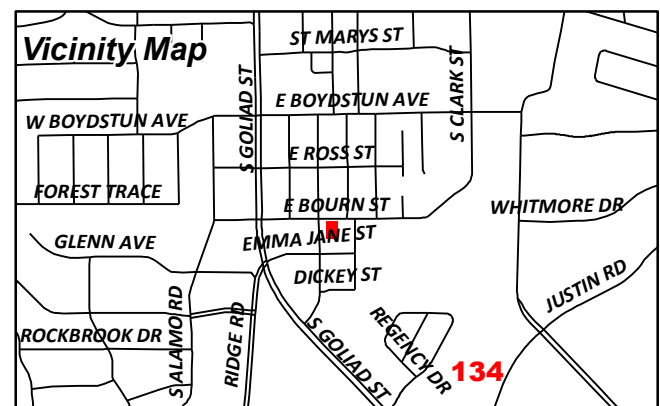 Vicinity Map
ST MARYS ST
S GOLIAD ST
S CLARK ST
E BOYDSTUN AVE
W BOYDSTUN AVE
E ROSS ST
FOREST TRACE
E BOURN ST
WHITMORE DR
GLENN AVE
EMMA JANE ST
DICKEY ST
JUSTIN RD
S ALAMO RD
RIDGE RD
ROCKBROOK DR
S GOLIAD ST
REGENCY DR
134